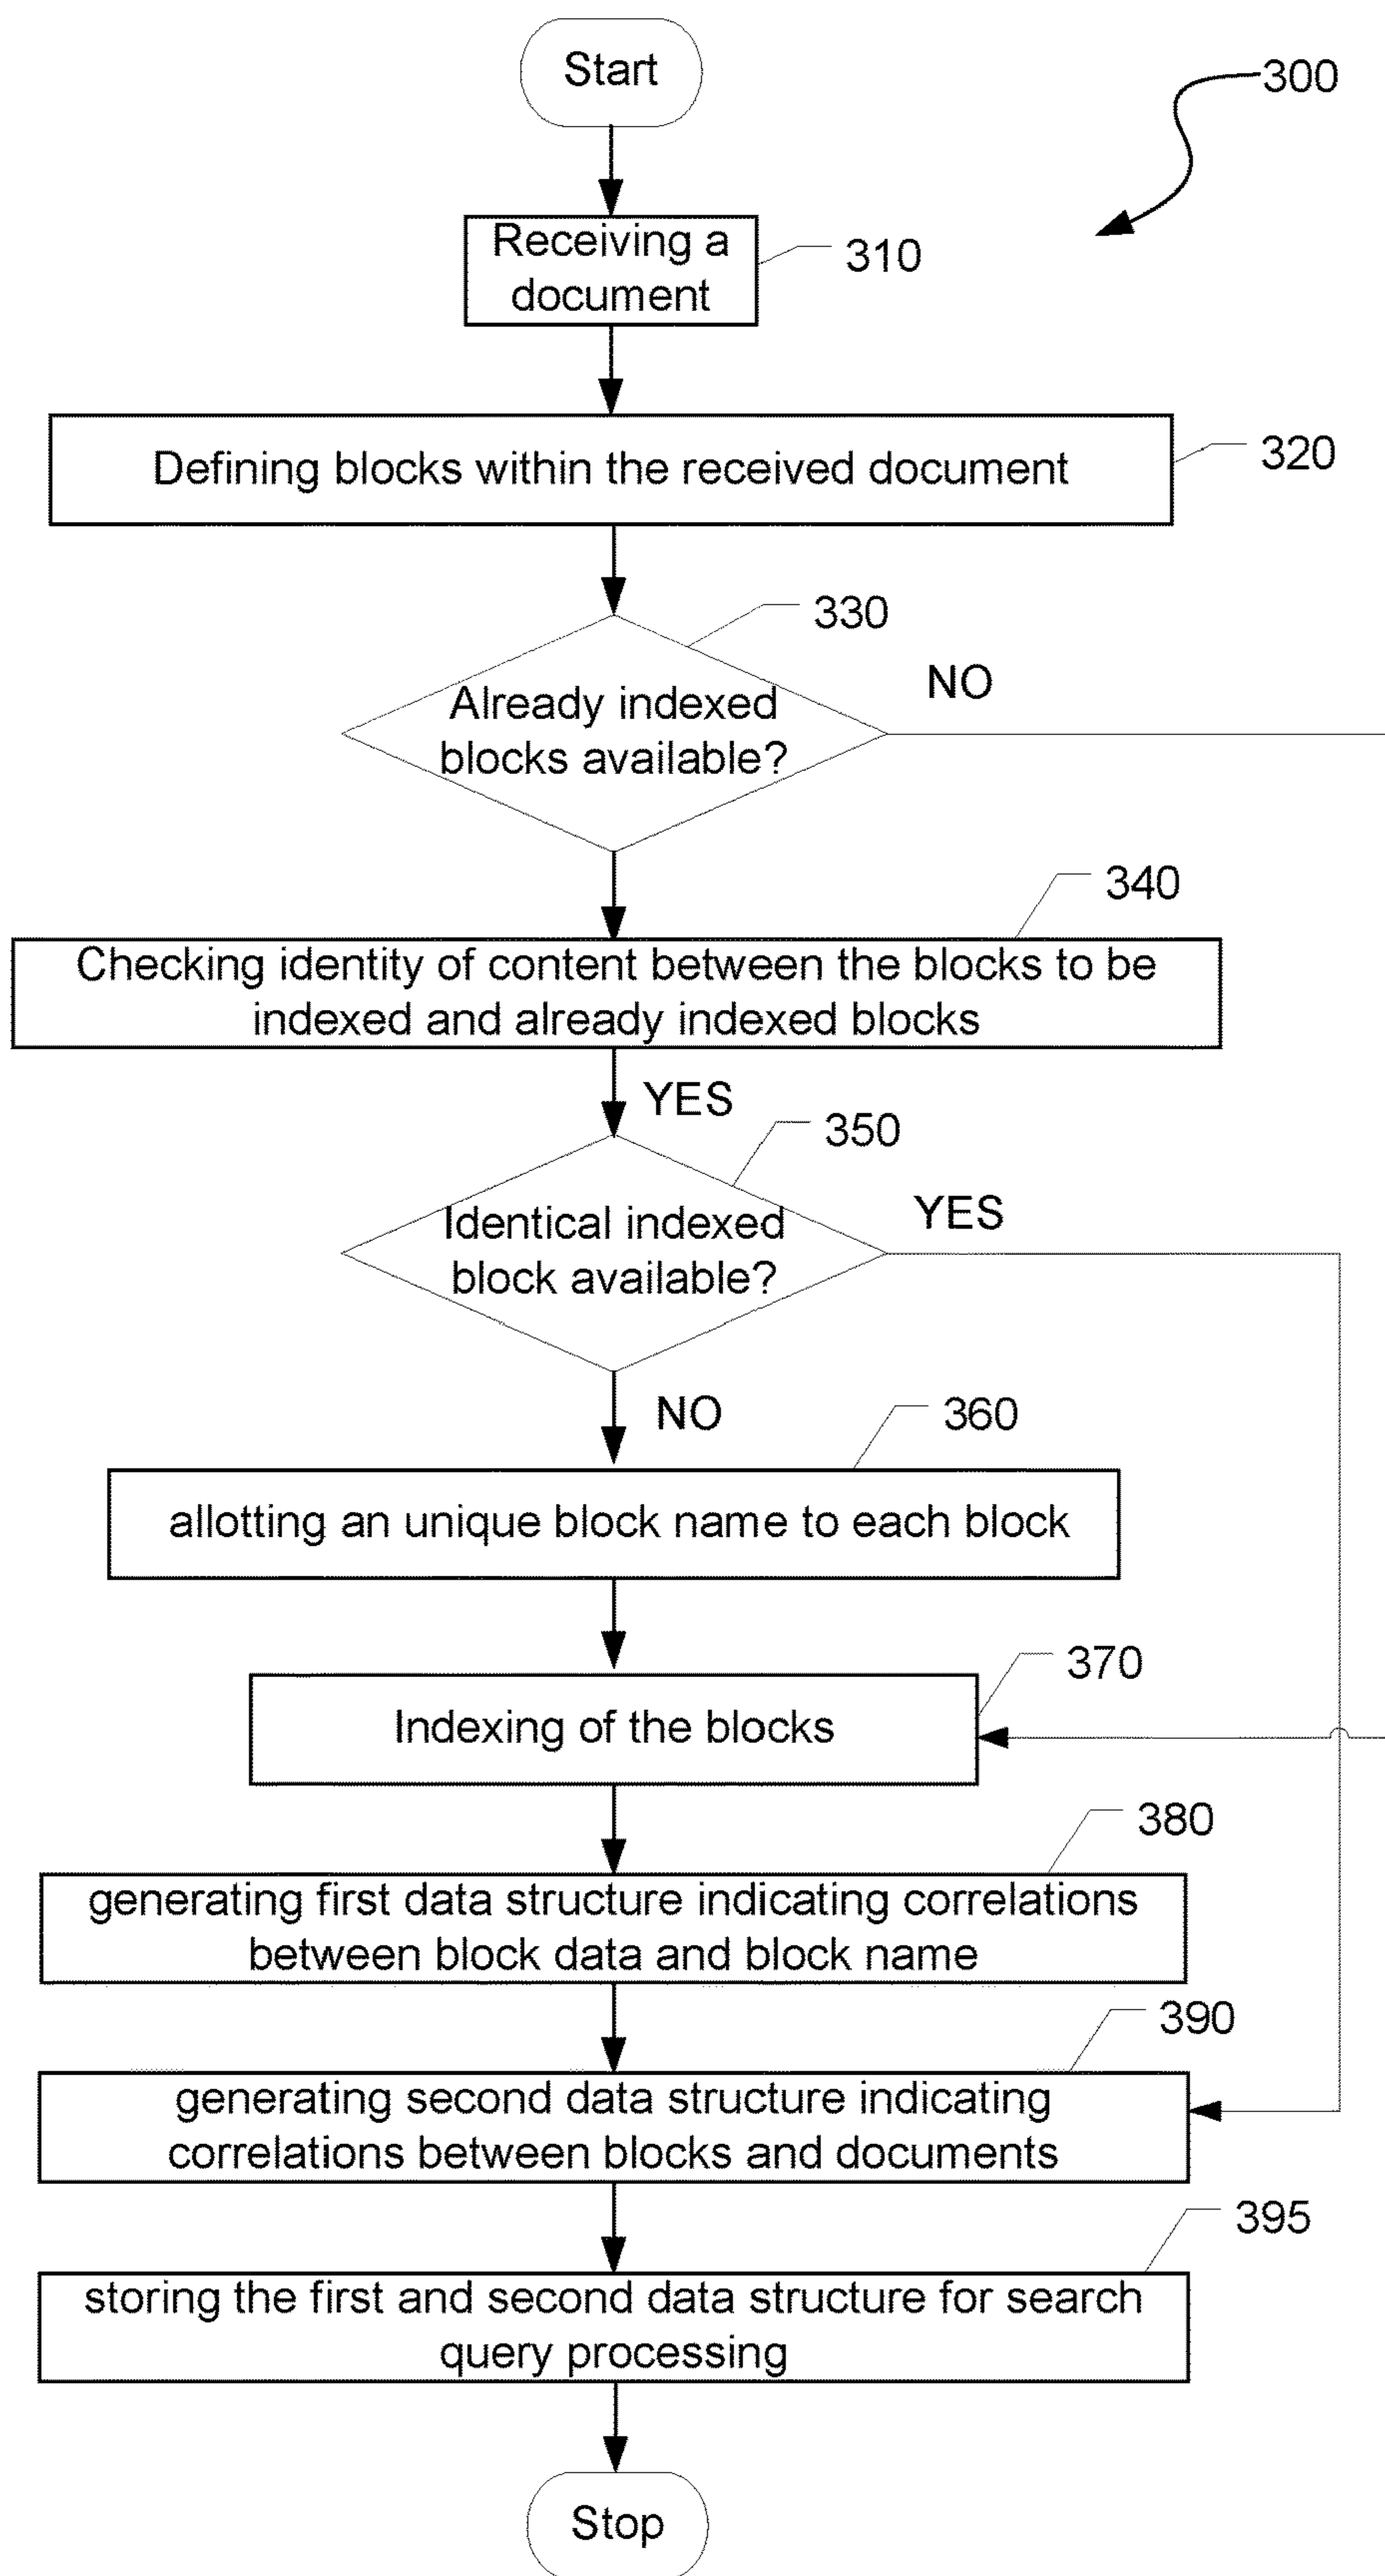 Start
300
Receiving a
document
310
Defining blocks within the received document
320
330
Already indexed
blocks available?
NO
340
Checking identity of content between the blocks to be
indexed and already indexed blocks
YES
350
Identical indexed
block available?
YES
NO
360
allotting an unique block name to each block
370
Indexing of the blocks
380
generating first data structure indicating correlations
between block data and block name
390
generating second data structure indicating
correlations between blocks and documents
395
storing the first and second data structure for search
query processing
Stop